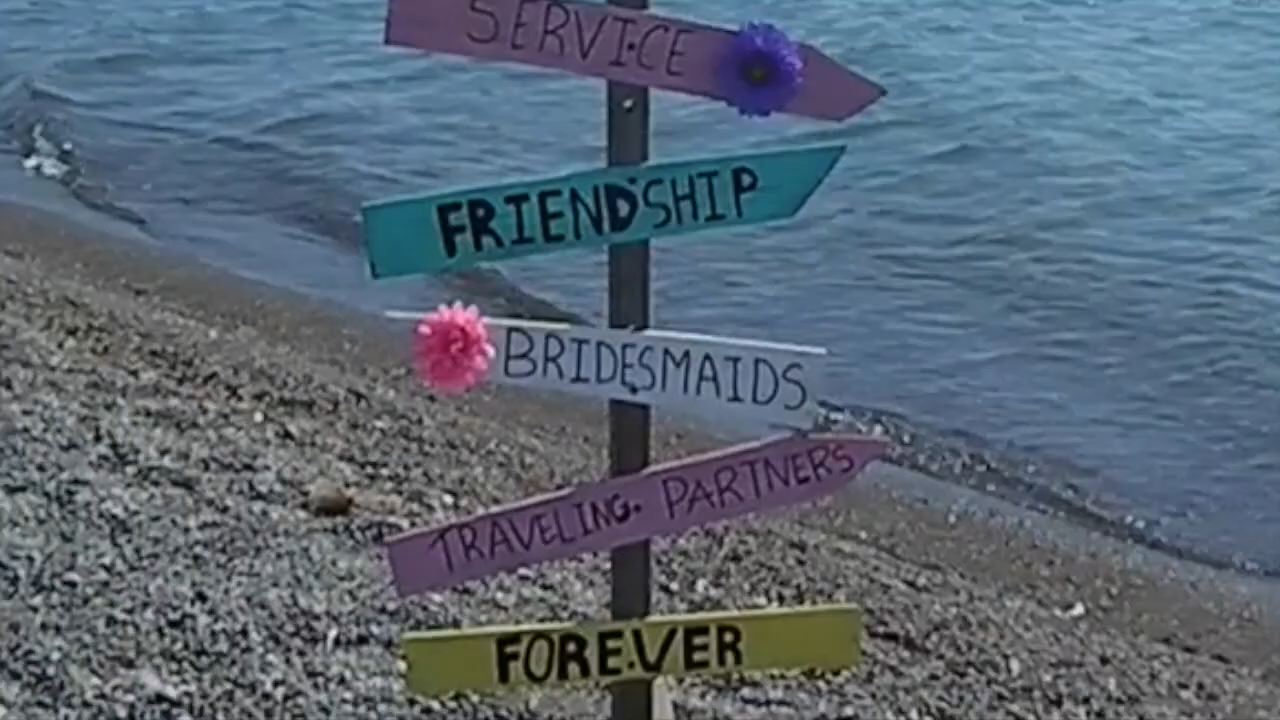 SERVICE
FRIENDSHIP
BRIDESMAIDS
TRAVELING PARTNERS
FOREVER